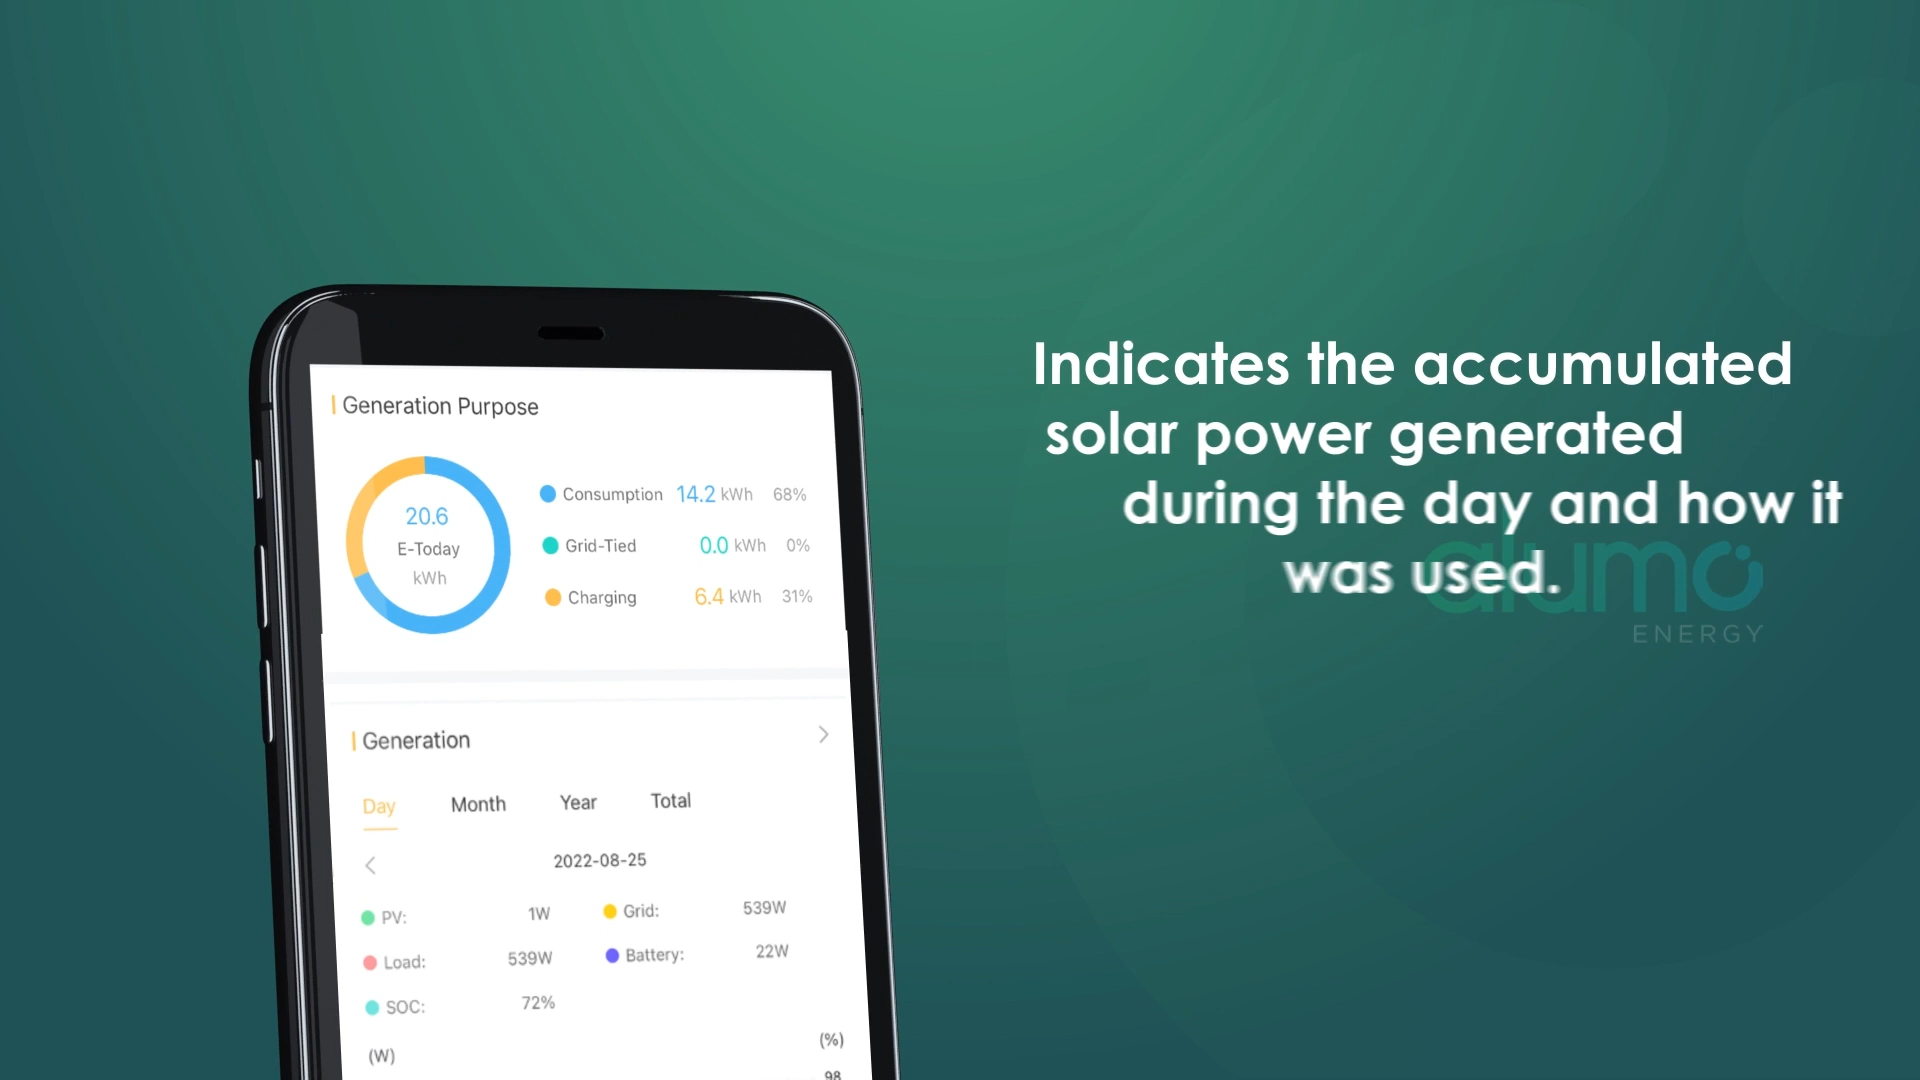 Indicates the accumulated
solar power generated
during the day and how it
was used.
alumo
ENERGY
Generation Purpose
20.6
E-Today
kWh
Consumption 14.2 kWh 68%
Grid-Tied 0.0 kWh 0%
Charging 6.4 kWh 31%
Generation
Day Month Year Total
2022-08-25
PV: 1W Grid: 539W
Load: 539W Battery: 22W
SOC: 72%
(W) (%)
98